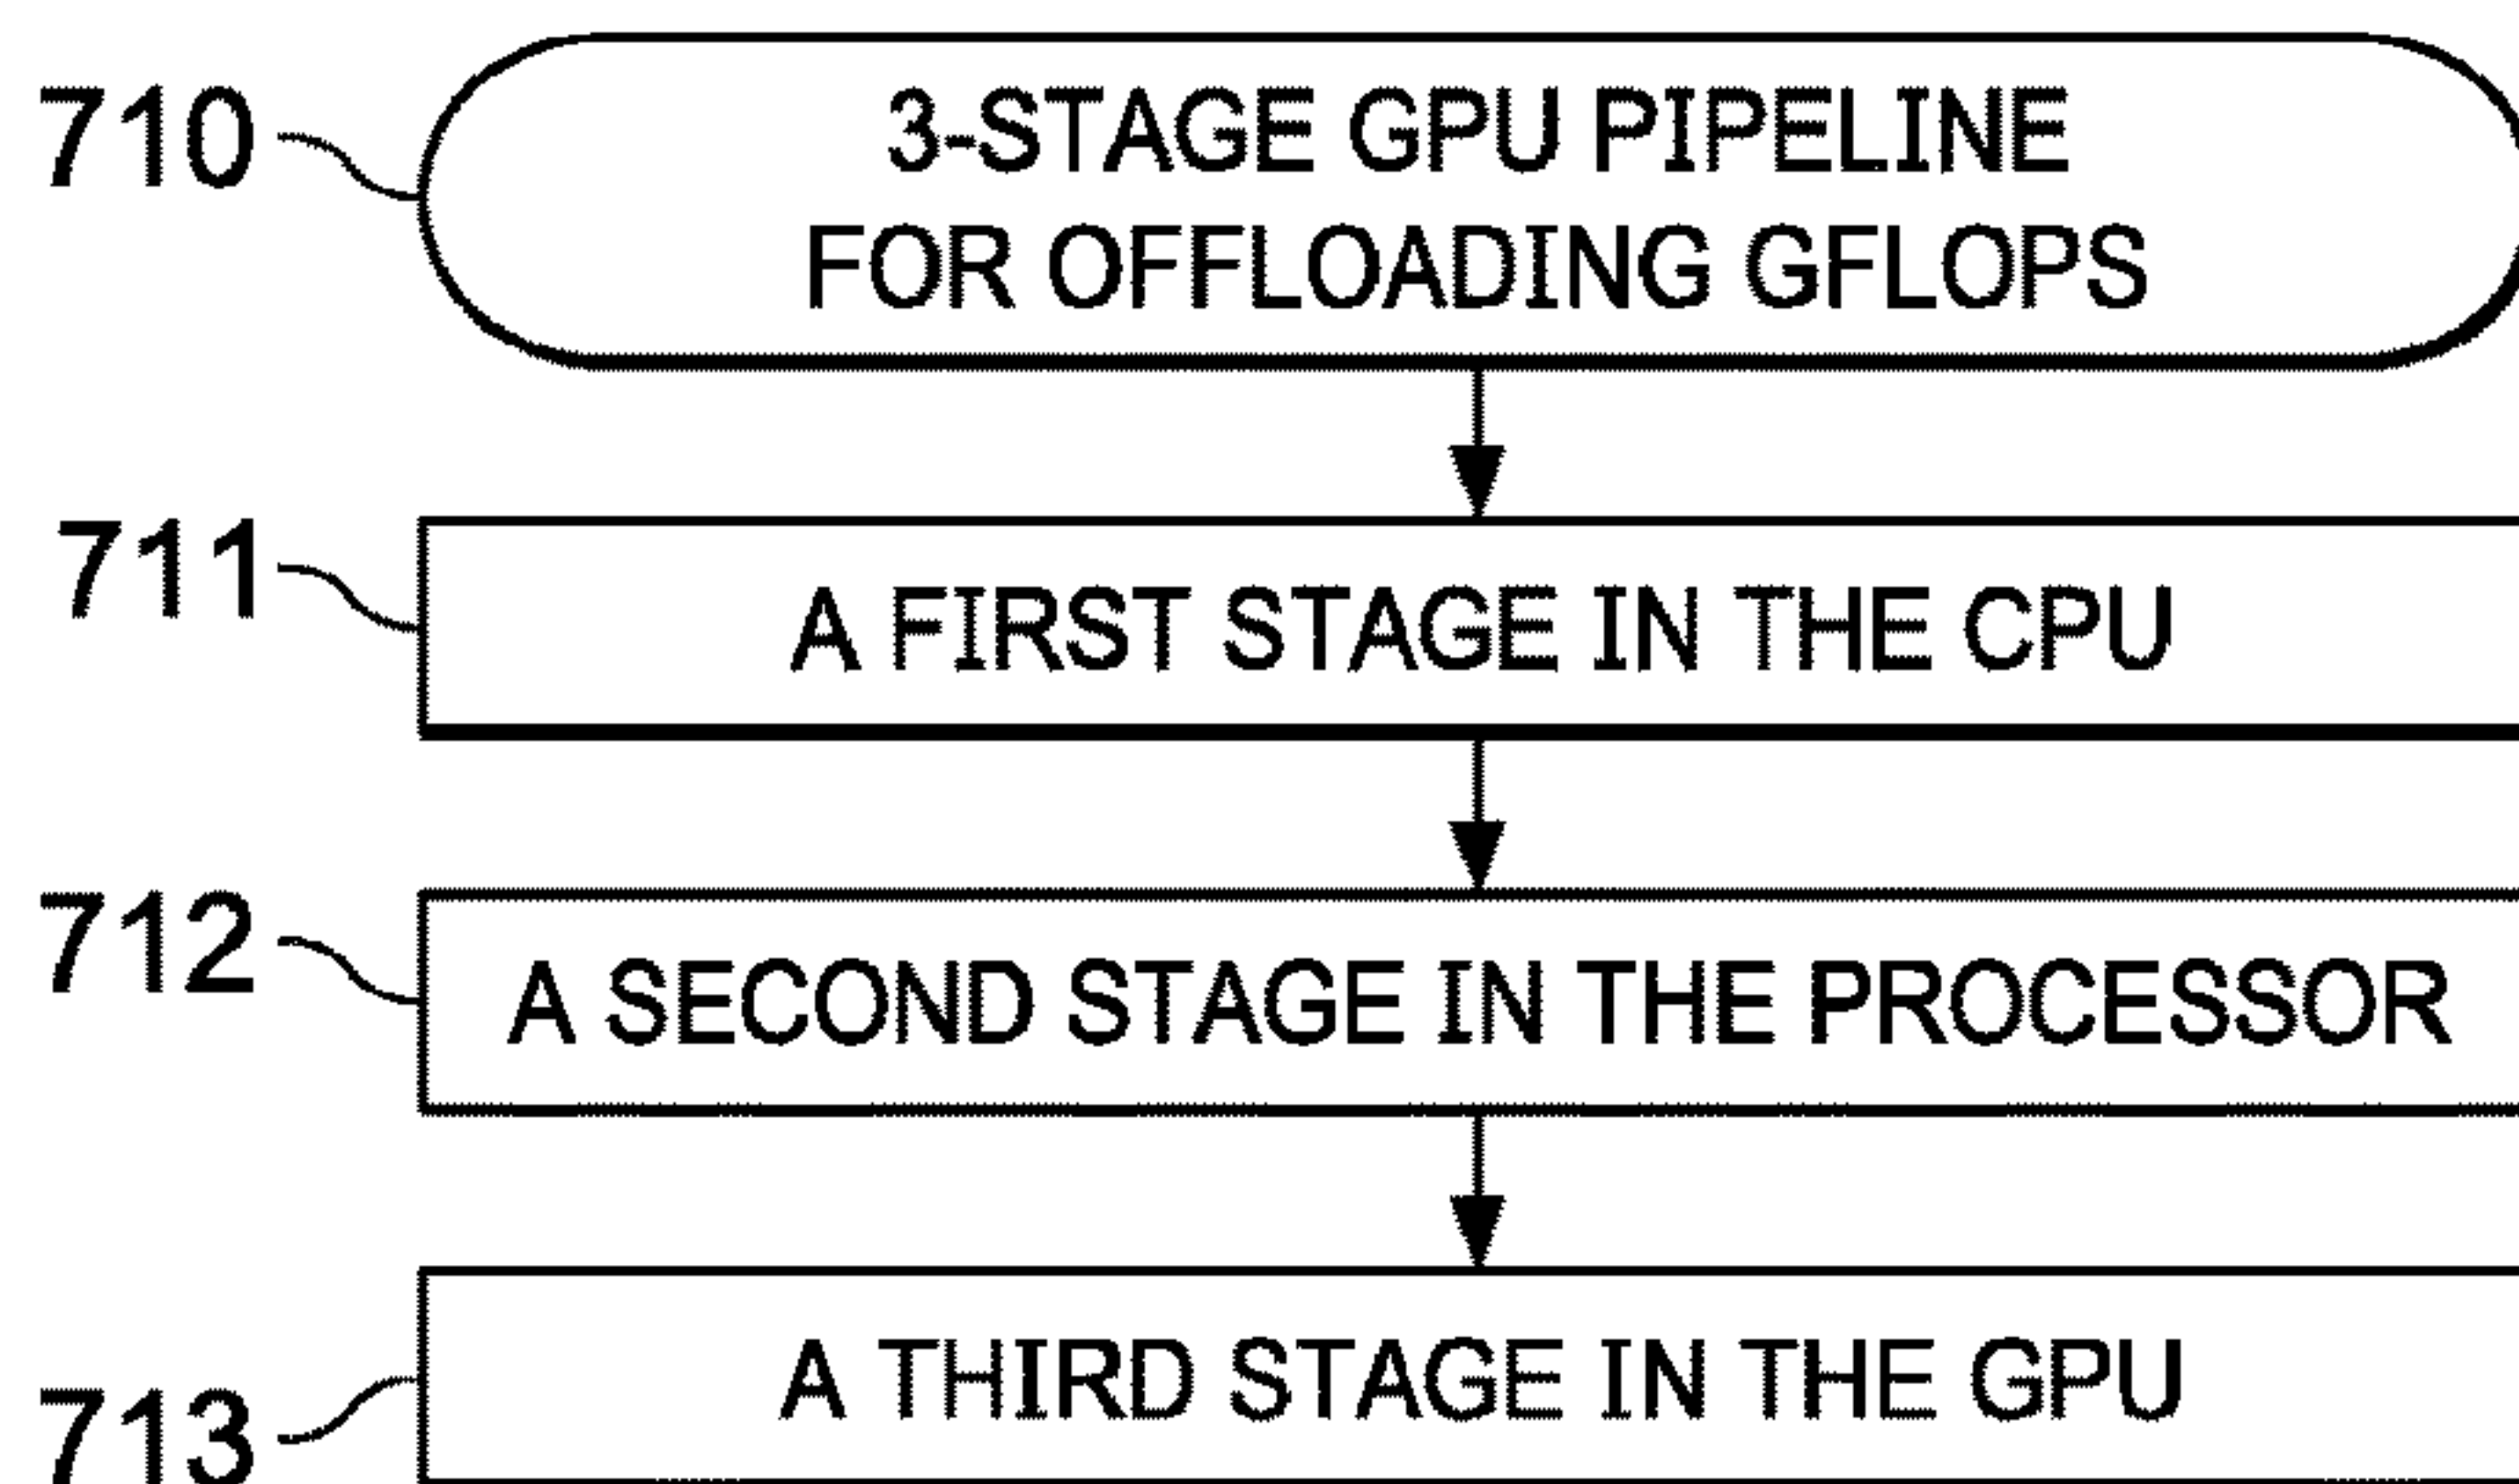 710
3-STAGE GPU PIPELINE
FOR OFFLOADING GFLOPS
711
A FIRST STAGE IN THE CPU
712
A SECOND STAGE IN THE PROCESSOR
713
A THIRD STAGE IN THE GPU